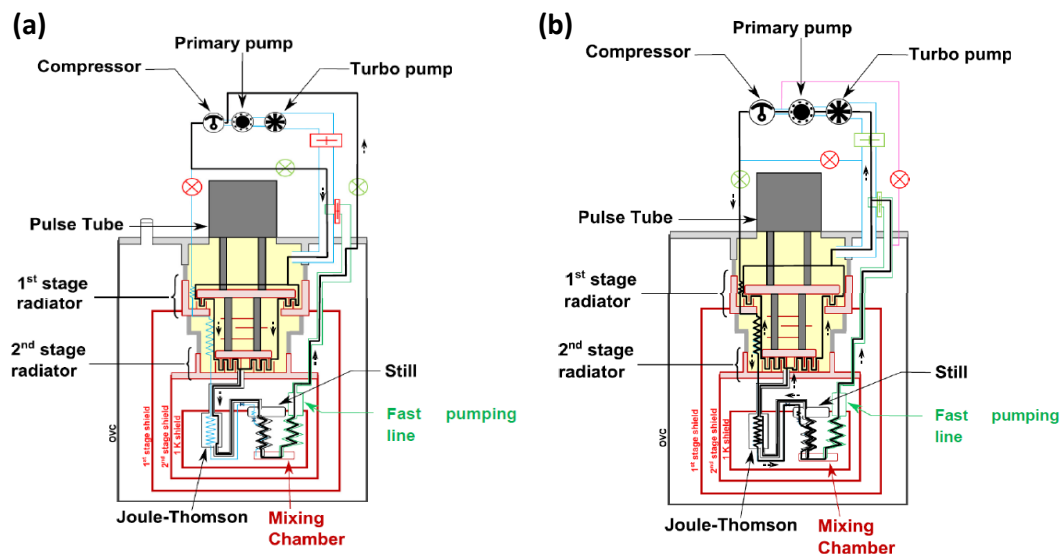 (a)
Primary pump
Compressor
Turbo pump
Pulse Tube
1st stage
radiator
2nd stage
radiator
Still
Fast pumping
line
OVC
1st stage shield
2nd stage shield
1 K shield
Joule-Thomson
Mixing
Chamber
(b)
Primary pump
Compressor
Turbo pump
Pulse Tube
1st stage
radiator
2nd stage
radiator
Still
Fast pumping
line
OVC
1st stage shield
2nd stage shield
1 K shield
Joule-Thomson
Mixing
Chamber